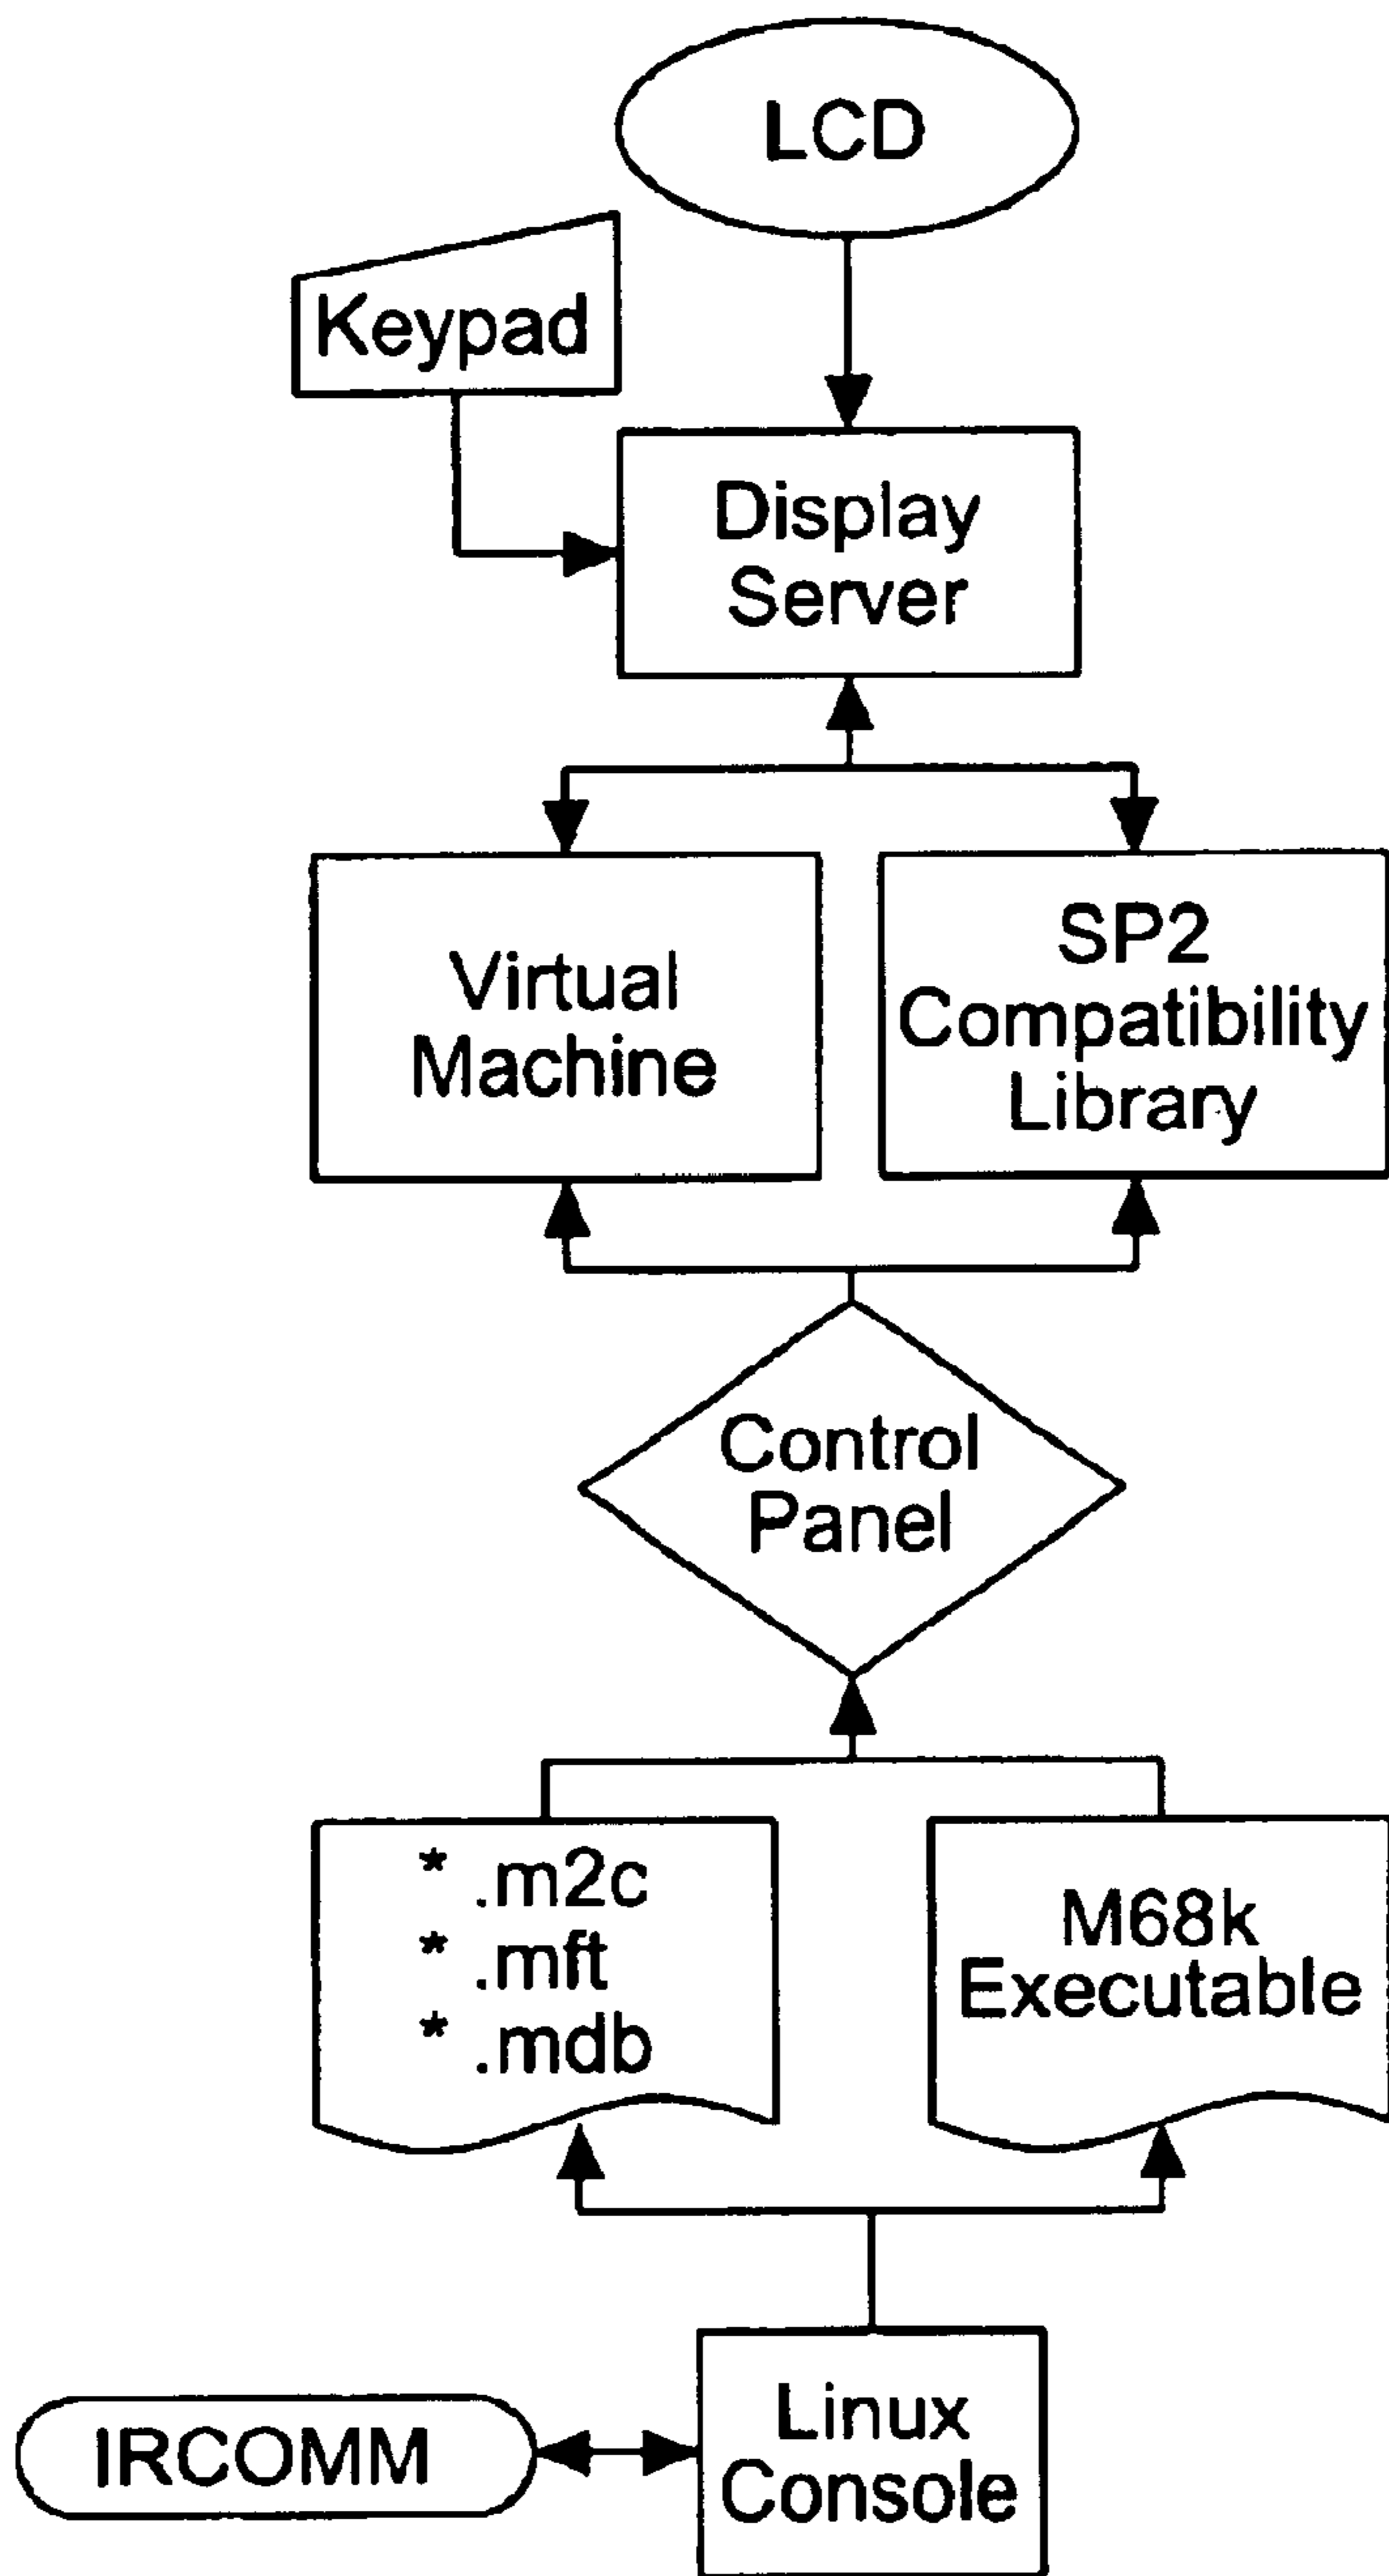 LCD
Keypad
Display
Server
Virtual
Machine
SP2
Compatibility
Library
Control
Panel
* .m2c
* .mft
* .mdb
M68k
Executable
IRCOMM
Linux
Console